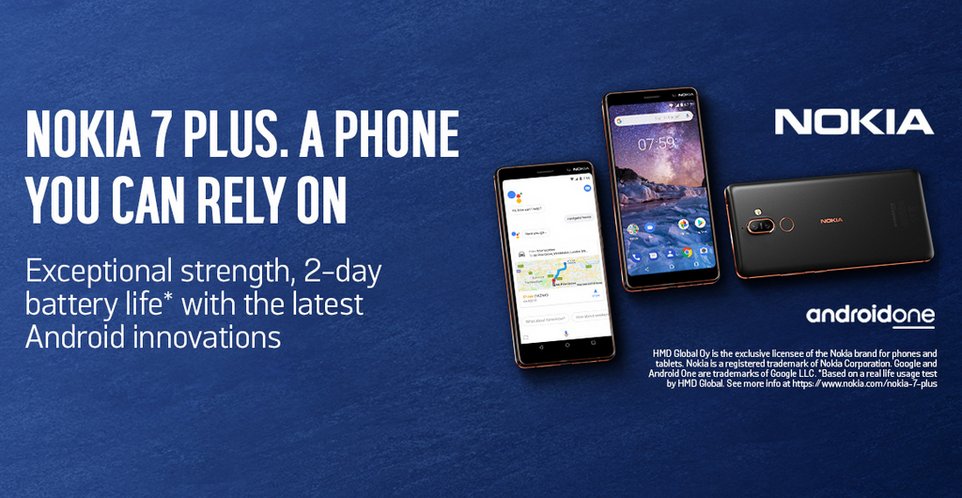 NOKIA 7 PLUS. A PHONE
YOU CAN RELY ON
Exceptional strength, 2-day
battery life* with the latest
Android innovations
NOKIA
NOKIA
07:59
NOKIA
NOKIA
androidone
HMD Global Oy is the exclusive licensee of the Nokia brand for phones and
tablets. Nokia is a registered trademark of Nokia Corporation. Google and
Android One are trademarks of Google LLC. *Based on a real life usage test
by HMD Global. See more info at https://www.nokia.com/nokia-7-plus